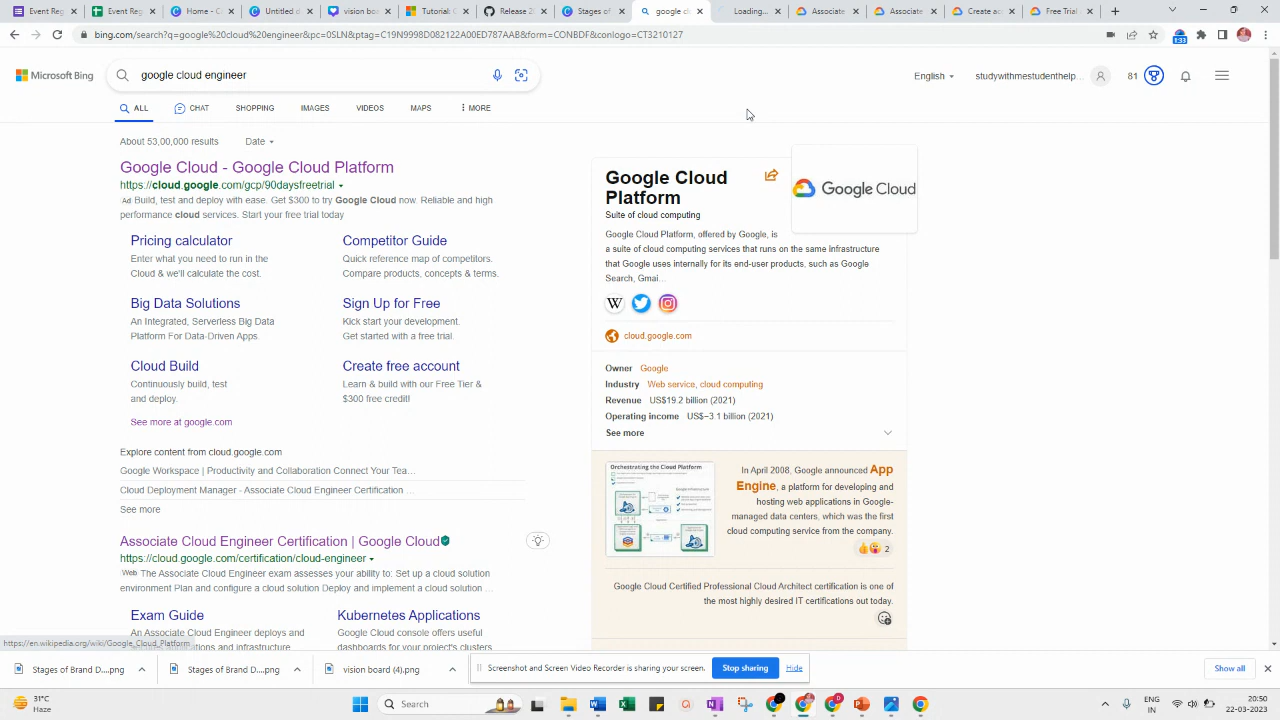 Event Reg
Event Reg
Home - C
Untitled d
vision boa
Tutorial C
Release 2
Stages of
google cl
Loading...
Associate
Associate
Create ac
Free Trial
bing.com/search?q=google%20cloud%20engineer&pc=0SLN&ptag=C19N9998D082122A00ED787AAB&form=CONBDF&conlogo=CT3210127
1:33
Microsoft Bing
google cloud engineer
English
studywithmestudenthelp...
81
ALL
CHAT
SHOPPING
IMAGES
VIDEOS
MAPS
MORE
About 53,00,000 results
Date
Google Cloud - Google Cloud Platform
https://cloud.google.com/gcp/90daysfreetrial
Ad Build, test and deploy with ease. Get $300 to try Google Cloud now. Reliable and high
performance cloud services. Start your free trial today
Pricing calculator
Enter what you need to run in the
Cloud & we'll calculate the cost.
Competitor Guide
Quick reference map of competitors.
Compare products, concepts & terms.
Big Data Solutions
An Integrated, Serverless Big Data
Platform For Data-Driven Apps.
Sign Up for Free
Kick start your development.
Get started with a free trial.
Cloud Build
Continuously build, test
and deploy.
Create free account
Learn & build with our Free Tier &
$300 free credit!
See more at google.com
Explore content from cloud.google.com
Google Workspace | Productivity and Collaboration Connect Your Tea...
Cloud Deployment Manager - Associate Cloud Engineer Certification ...
See more
Associate Cloud Engineer Certification | Google Cloud
https://cloud.google.com/certification/cloud-engineer
Web The Associate Cloud Engineer exam assesses your ability to: Set up a cloud solution
environment Plan and configure a cloud solution Deploy and implement a cloud solution ...
Exam Guide
An Associate Cloud Engineer deploys and
Kubernetes Applications
Google Cloud console offers useful
dashboards for your project's clusters
Google Cloud
Platform
Suite of cloud computing
Google Cloud
Google Cloud Platform, offered by Google, is
a suite of cloud computing services that runs on the same infrastructure
that Google uses internally for its end-user products, such as Google
Search, Gmai...
W
cloud.google.com
Owner Google
Industry Web service, cloud computing
Revenue US$19.2 billion (2021)
Operating income US$−3.1 billion (2021)
See more
Orchestrating the Cloud Platform
In April 2008, Google announced App
Engine, a platform for developing and
hosting web applications in Google-
managed data centers, which was the first
cloud computing service from the company.
2
Google Cloud Certified Professional Cloud Architect certification is one of
the most highly desired IT certifications out today.
https://en.wikipedia.org/wiki/Google_Cloud_Platform
Stages of Brand D....png
Stages of Brand D....png
vision board (4).png
Screenshot and Screen Video Recorder is sharing your screen.
Stop sharing
Hide
Show all
31°C
Haze
Search
ENG
IN
20:50
22-03-2023